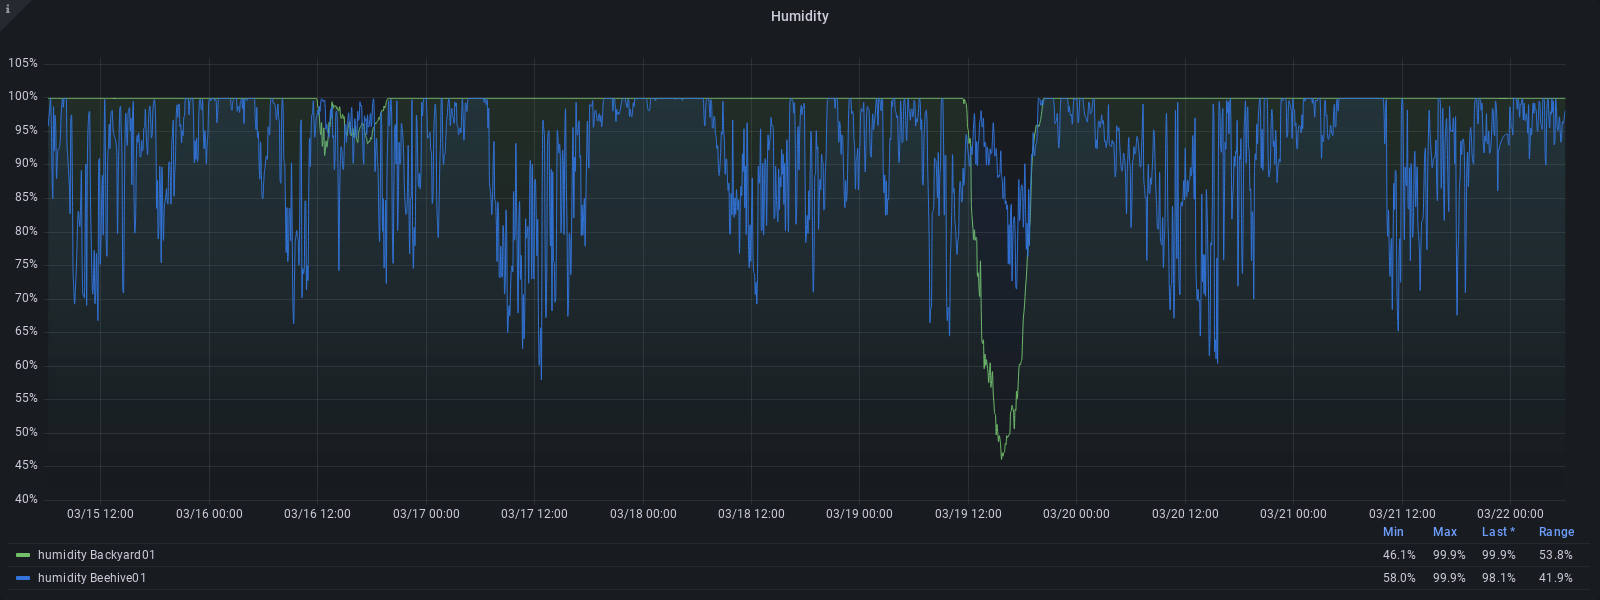 i
Humidity
105%
100%
95%
90%
85%
80%
75%
70%
65%
60%
55%
50%
45%
40%
03/15 12:00 03/16 00:00 03/16 12:00 03/17 00:00 03/17 12:00 03/18 00:00 03/18 12:00 03/19 00:00 03/19 12:00 03/20 00:00 03/20 12:00 03/21 00:00 03/21 12:00 03/22 00:00
Min Max Last * Range
humidity Backyard01 46.1% 99.9% 99.9% 53.8%
humidity Beehive01 58.0% 99.9% 98.1% 41.9%